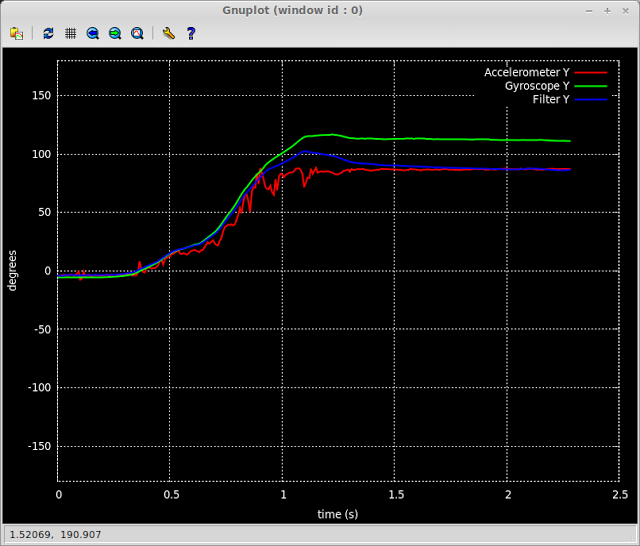 Gnuplot (window id : 0)
?
Accelerometer Y
Gyroscope Y
Filter Y
150
100
50
0
-50
-100
-150
degrees
0 0.5 1 1.5 2 2.5
time (s)
1.52069, 190.907